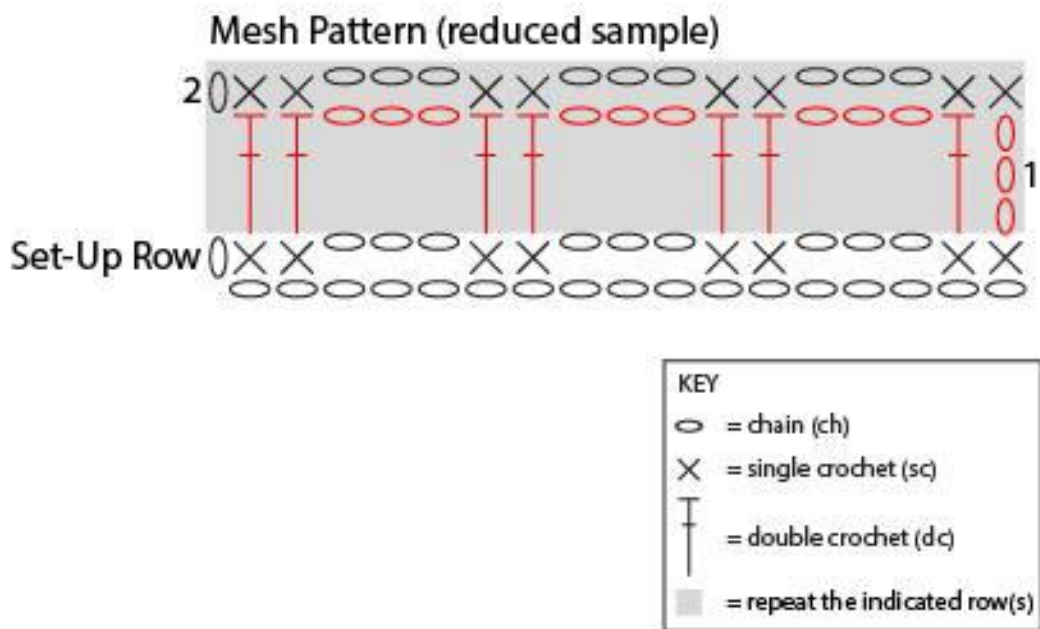 Mesh Pattern (reduced sample)
2
1
Set-Up Row
KEY
= chain (ch)
= single crochet (sc)
= double crochet (dc)
= repeat the indicated row(s)